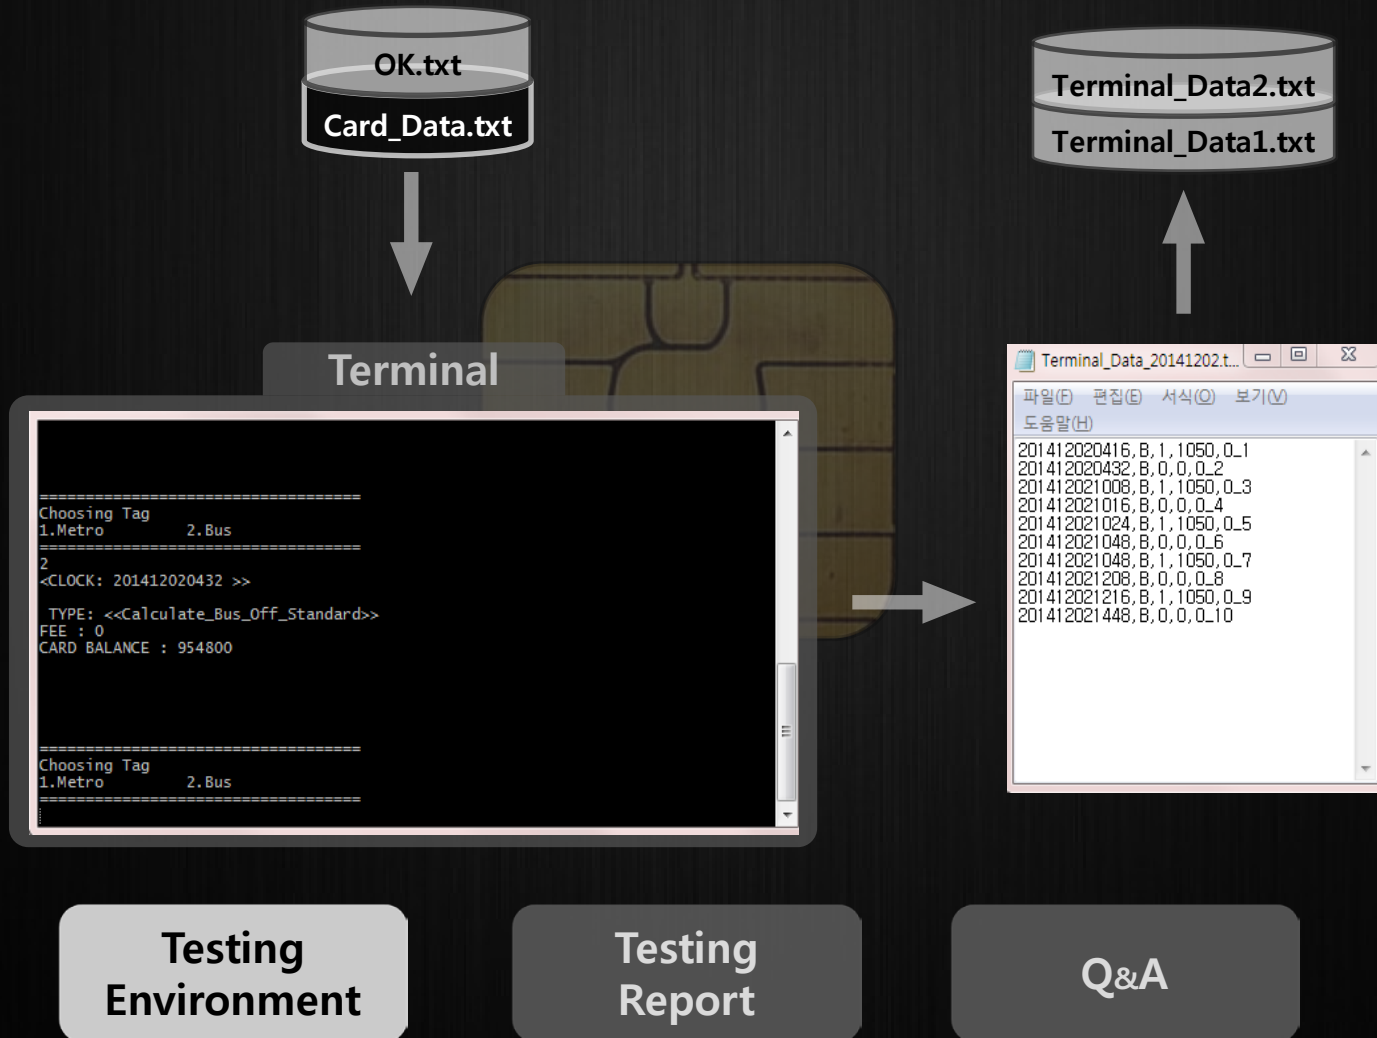 OK.txt
Card_Data.txt
Terminal_Data2.txt
Terminal_Data1.txt
Terminal
===================================
Choosing Tag
1.Metro 2.Bus
===================================
2
<CLOCK: 201412020432 >>
TYPE: <<Calculate_Bus_Off_Standard>>
FEE : 0
CARD BALANCE : 954800
===================================
Choosing Tag
1.Metro 2.Bus
===================================
Terminal_Data_20141202.t...
파일(F) 편집(E) 서식(O) 보기(V)
도움말(H)
201412020416,B,1,1050,0_1
201412020432,B,0,0,0_2
201412021008,B,1,1050,0_3
201412021016,B,0,0,0_4
201412021024,B,1,1050,0_5
201412021048,B,0,0,0_6
201412021048,B,1,1050,0_7
201412021208,B,0,0,0_8
201412021216,B,1,1050,0_9
201412021448,B,0,0,0_10
Testing
Environment
Testing
Report
Q&A